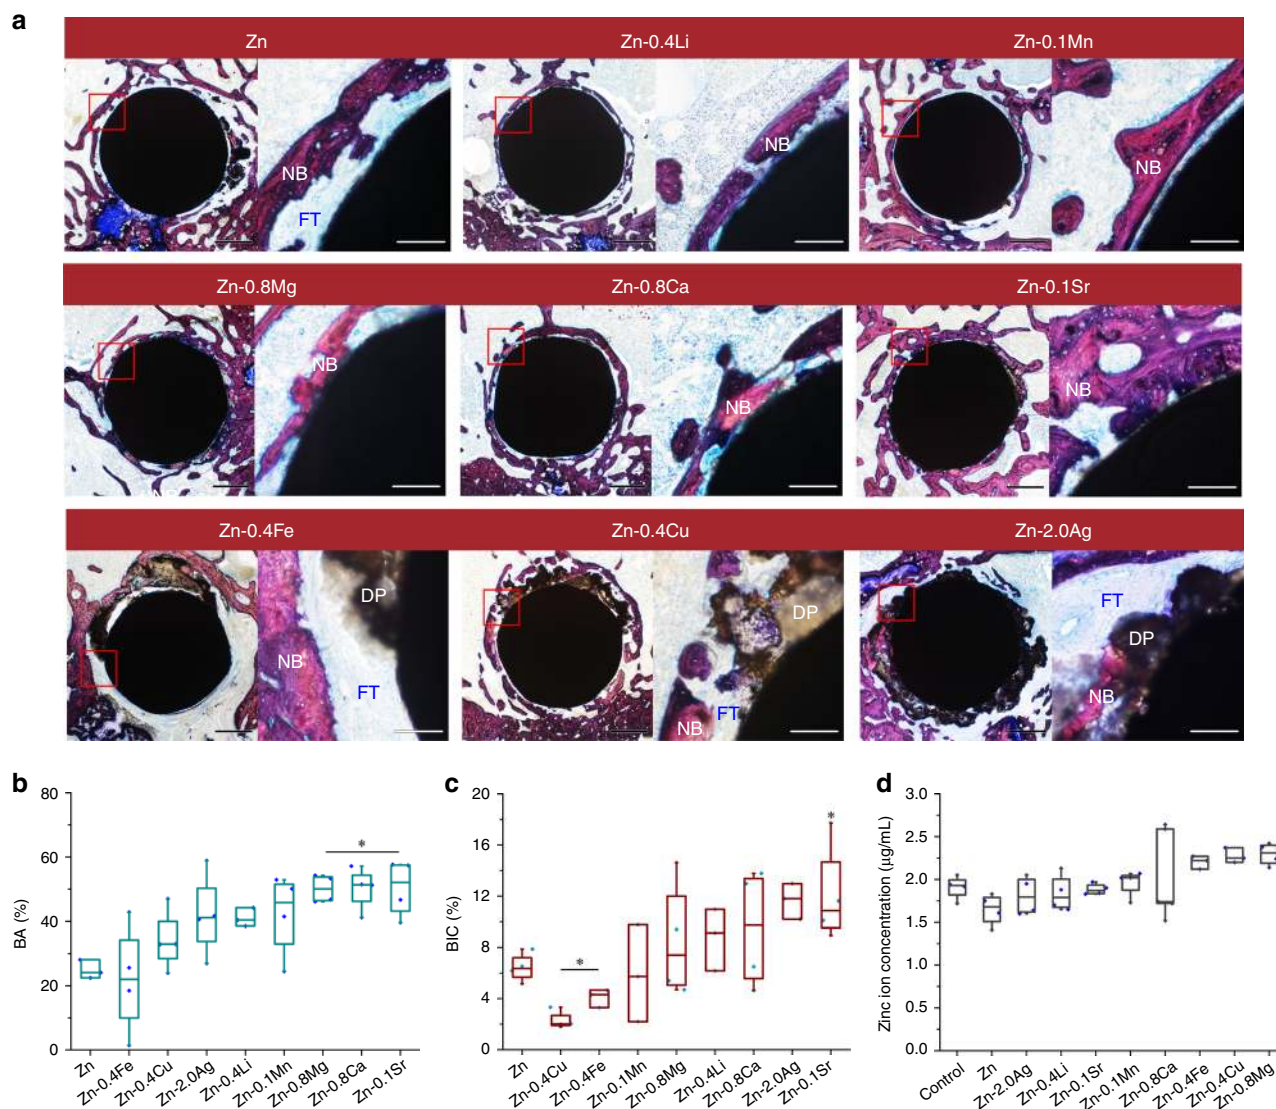 a
Zn
Zn-0.4Li
Zn-0.1Mn
NB
FT
NB
NB
Zn-0.8Mg
Zn-0.8Ca
Zn-0.1Sr
NB
NB
NB
Zn-0.4Fe
Zn-0.4Cu
Zn-2.0Ag
DP
NB
FT
DP
NB
FT
FT
DP
NB
b
BA (%)
80
60
40
20
0
*
Zn
Zn-0.4Fe
Zn-0.4Cu
Zn-2.0Ag
Zn-0.4Li
Zn-0.1Mn
Zn-0.8Mg
Zn-0.8Ca
Zn-0.1Sr
c
BIC (%)
20
16
12
8
4
0
*
*
Zn
Zn-0.4Cu
Zn-0.4Fe
Zn-0.1Mn
Zn-0.8Mg
Zn-0.4Li
Zn-0.8Ca
Zn-2.0Ag
Zn-0.1Sr
d
Zinc ion concentration (µg/mL)
3.0
2.5
2.0
1.5
1.0
0.5
0.0
Control
Zn
Zn-2.0Ag
Zn-0.4Li
Zn-0.1Sr
Zn-0.1Mn
Zn-0.8Ca
Zn-0.4Fe
Zn-0.4Cu
Zn-0.8Mg